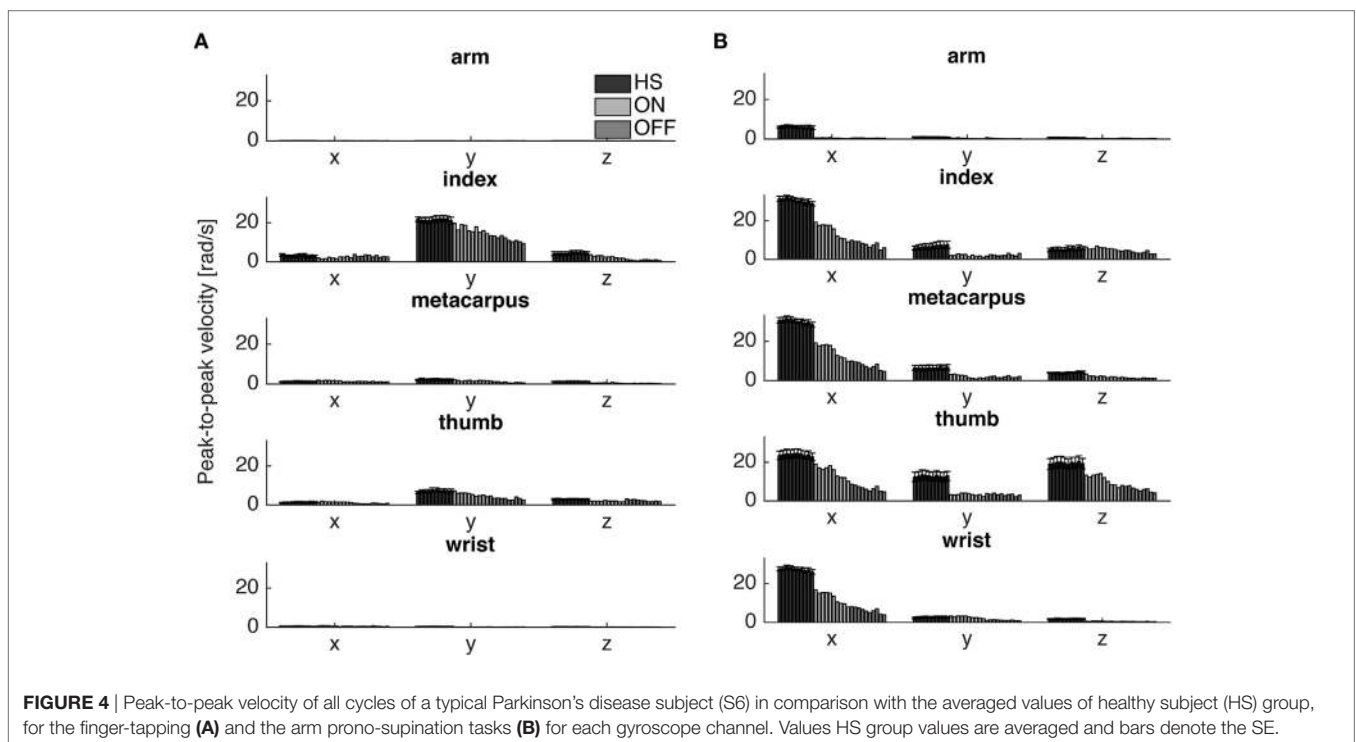 A
arm
HS
ON
OFF
20
0
x y z
index
20
0
x y z
metacarpus
20
0
x y z
thumb
20
0
x y z
wrist
20
0
x y z
Peak-to-peak velocity [rad/s]
B
arm
20
0
x y z
index
20
0
x y z
metacarpus
20
0
x y z
thumb
20
0
x y z
wrist
20
0
x y z
FIGURE 4 | Peak-to-peak velocity of all cycles of a typical Parkinson's disease subject (S6) in comparison with the averaged values of healthy subject (HS) group,
for the finger-tapping (A) and the arm prono-supination tasks (B) for each gyroscope channel. Values HS group values are averaged and bars denote the SE.